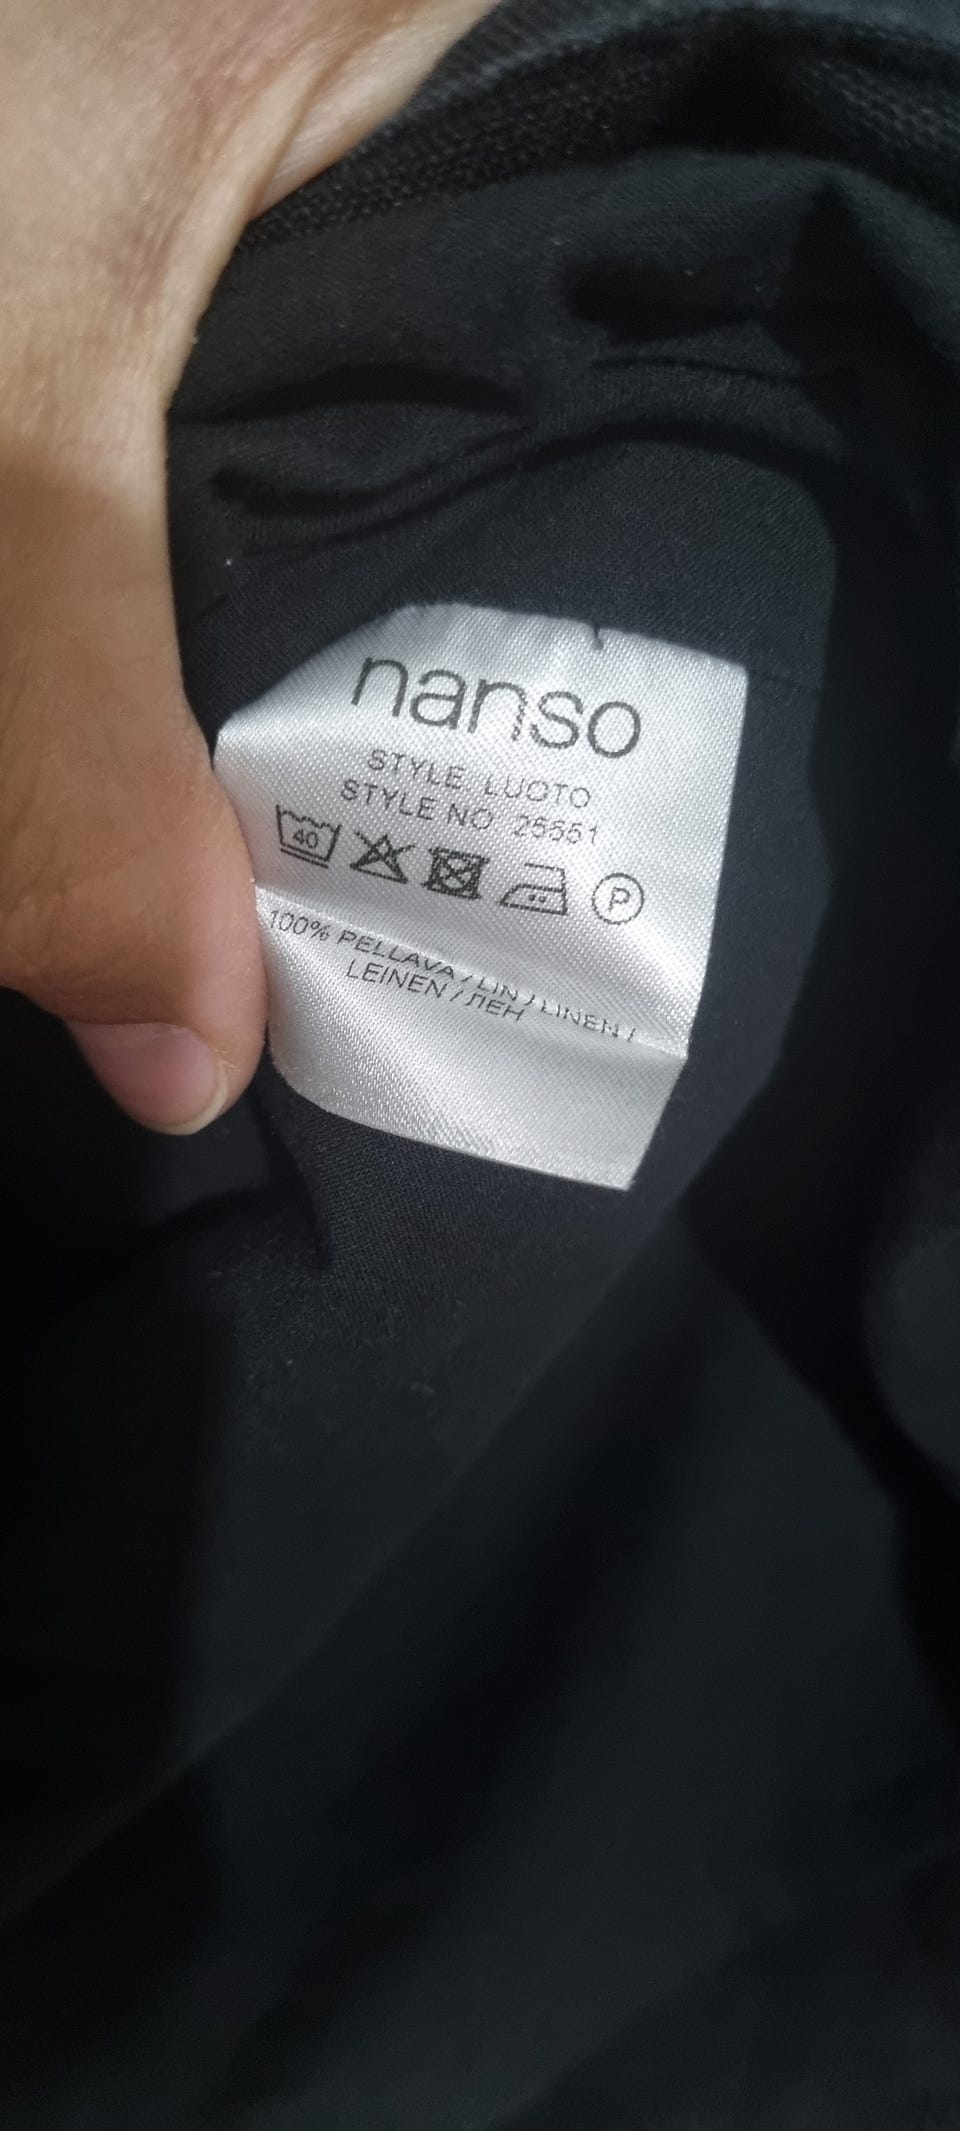 nanso
STYLE: LUOTO
STYLE NO: 25551
40
P
100% PELLAVA / LIN / LINEN /
LEINEN / ЛЕН